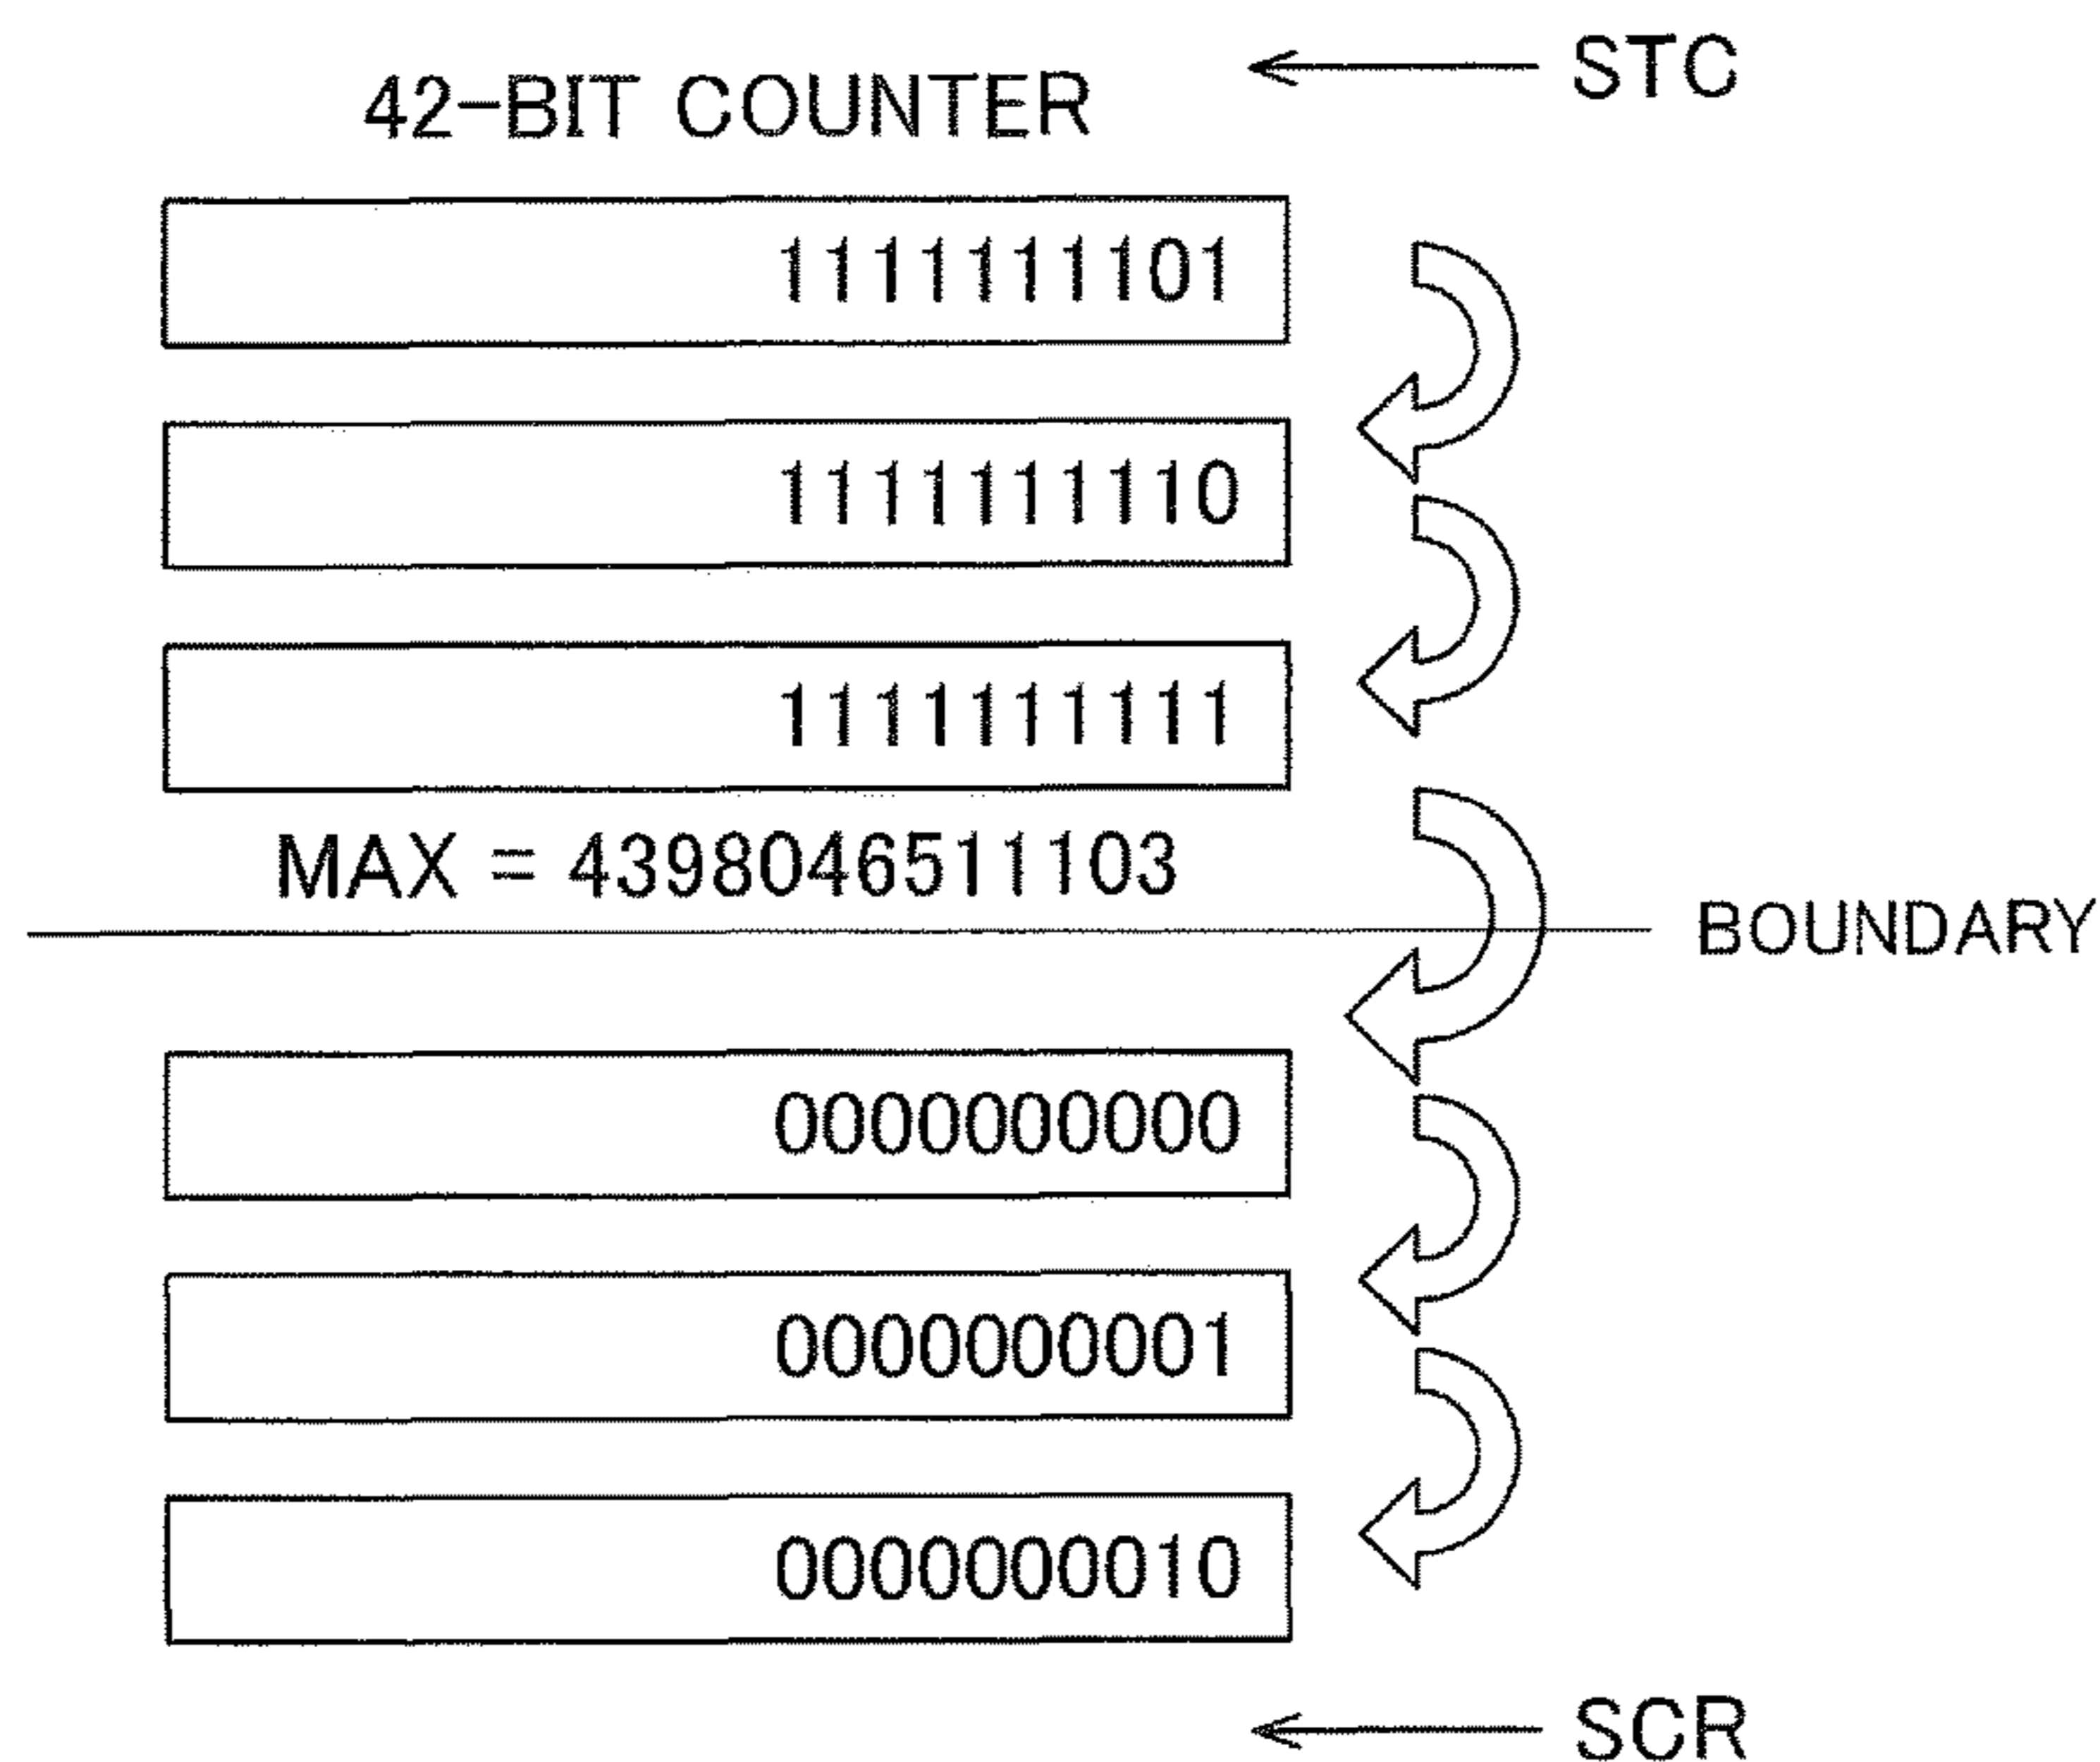 STC
42-BIT COUNTER
1111111101
1111111110
1111111111
MAX = 4398046511103
BOUNDARY
0000000000
0000000001
0000000010
SCR